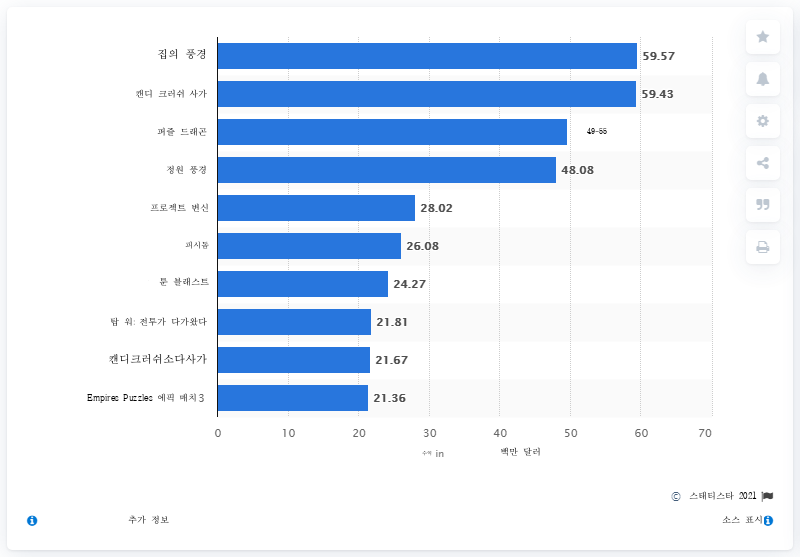 집의 풍경 59.57
캔디 크러쉬 사가 59.43
퍼즐 드래곤 49-55
정원 풍경 48.08
프로젝트 변신 28.02
피시돔 26.08
툰 블래스트 24.27
탑 워: 전투가 다가왔다 21.81
캔디크러쉬소다사가 21.67
Empires Puzzles 에픽 매치 3 21.36
0 10 20 30 40 50 60 70
수익 in 백만 달러
© 스태티스타 2021
추가 정보 소스 표시